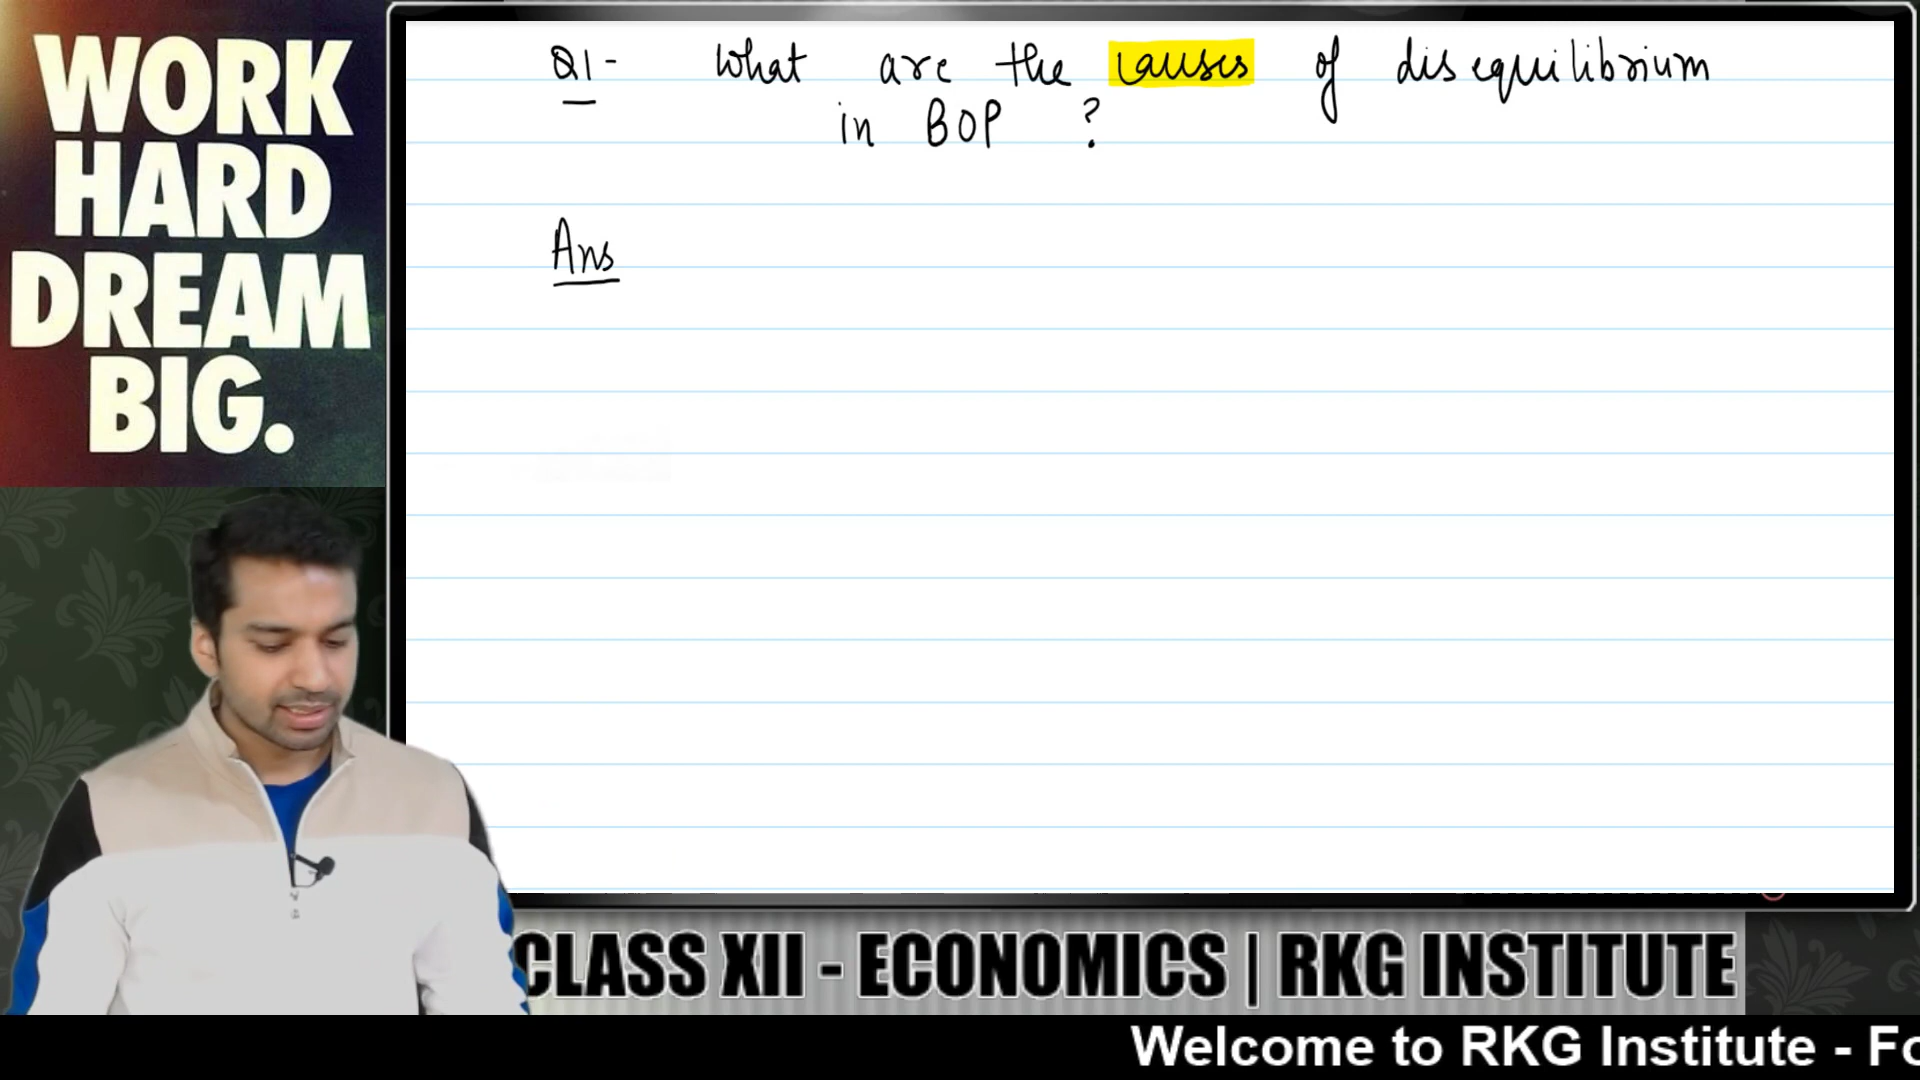 WORK
HARD
DREAM
BIG.
Q1- What are the causes of disequilibrium
in BOP ?
Ans
CLASS XII - ECONOMICS | RKG INSTITUTE
Welcome to RKG Institute - Fo